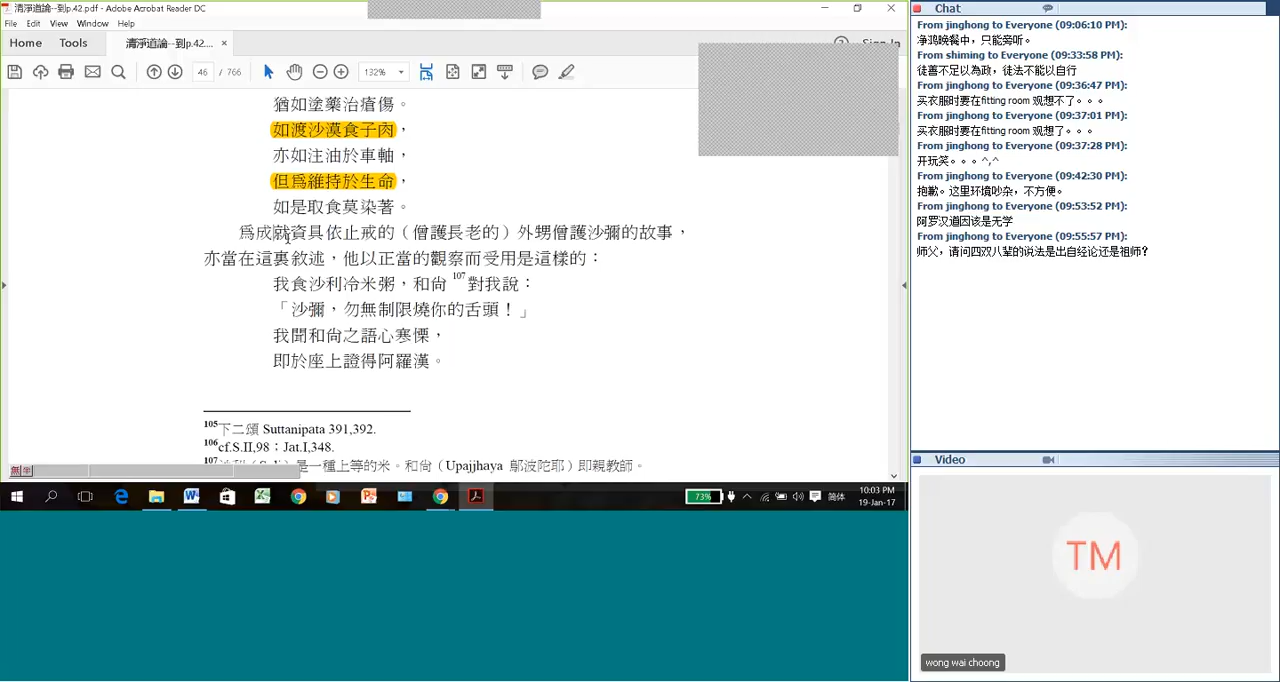 清淨道論--到p.42.pdf - Adobe Acrobat Reader DC
File Edit View Window Help
Home Tools 清淨道論--到p.42.... × Sign In
46 / 766 132%
猶如塗藥治瘡傷。
如渡沙漠食子肉，
亦如注油於車軸，
但爲維持於生命，
如是取食莫染著。
爲成就資具依止戒的（僧護長老的）外甥僧護沙彌的故事，
亦當在這裏敘述，他以正當的觀察而受用是這樣的：
我食沙利冷米粥，和尙 107對我說：
「沙彌，勿無制限燒你的舌頭！」
我聞和尙之語心寒慄，
即於座上證得阿羅漢。
105下二頌 Suttanipata 391,392.
106cf.S.II,98；Jat.I,348.
是一種上等的米。和尙（Upajjhaya 鄔波陀耶）即親教師。
73% 简体 10:03 PM
19-Jan-17
Chat
From jinghong to Everyone (09:06:10 PM):
净鸿晚餐中，只能旁听。
From shiming to Everyone (09:33:58 PM):
徒善不足以為政，徒法不能以自行
From jinghong to Everyone (09:36:47 PM):
买衣服时要在fitting room 观想不了。。。
From jinghong to Everyone (09:37:01 PM):
买衣服时要在fitting room 观想了。。。
From jinghong to Everyone (09:37:28 PM):
开玩笑。。。^,^
From jinghong to Everyone (09:42:30 PM):
抱歉。这里环境吵杂，不方便。
From jinghong to Everyone (09:53:52 PM):
阿罗汉道因该是无学
From jinghong to Everyone (09:55:57 PM):
师父，请问四双八辈的说法是出自经论还是祖师?
Video
TM
wong wai choong